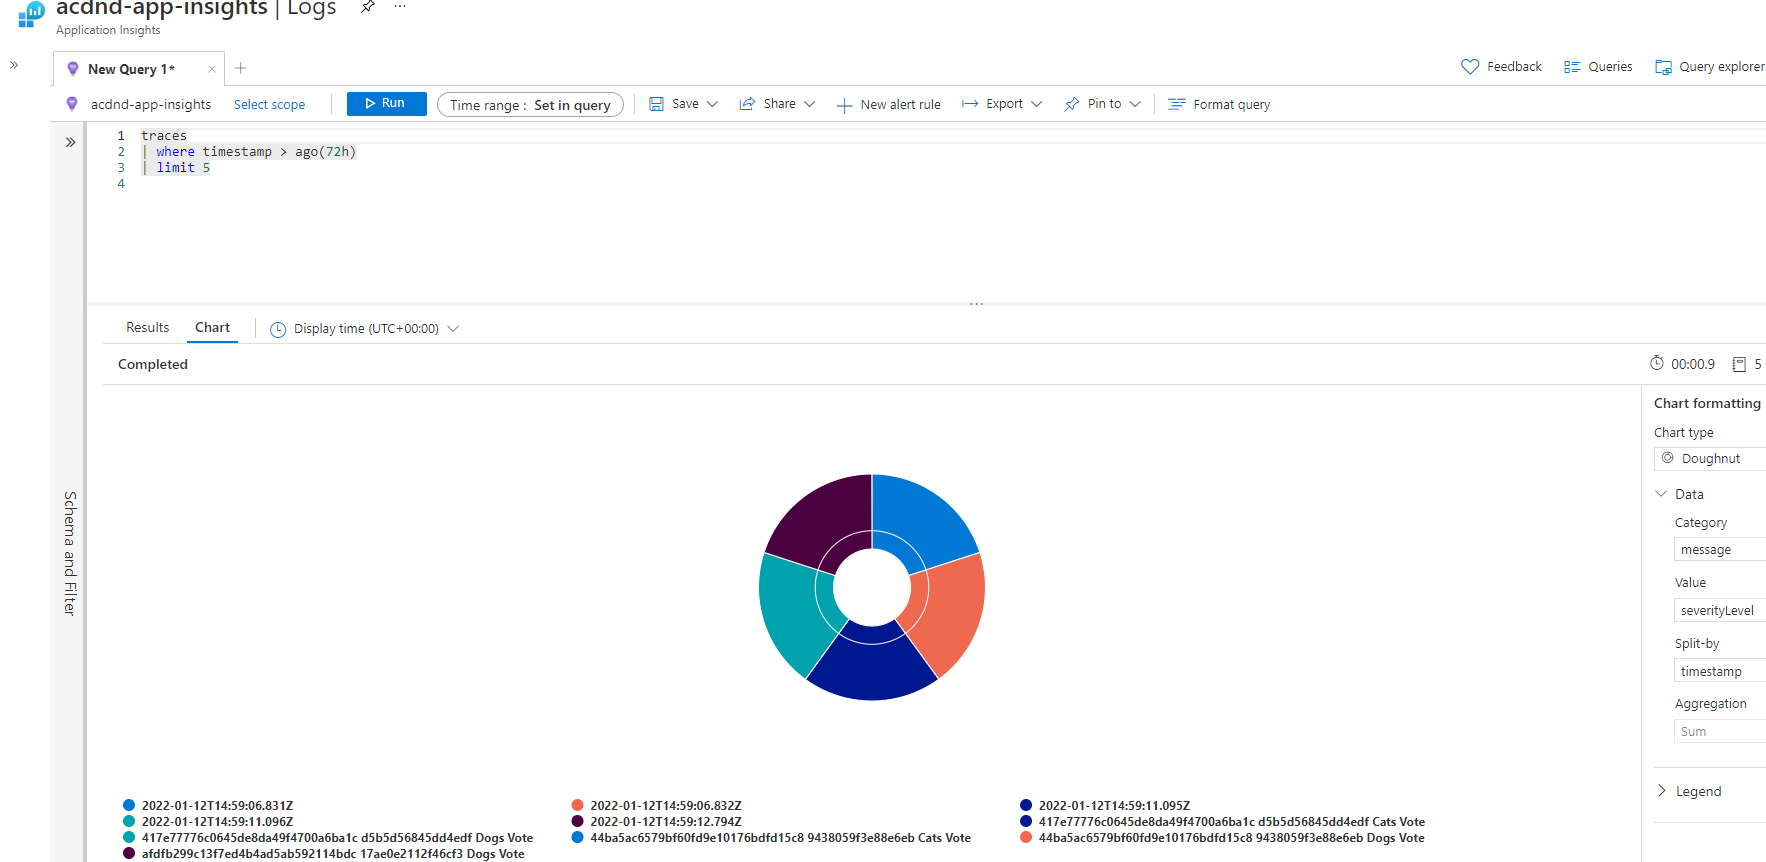 acdnd-app-insights | Logs
Application Insights
New Query 1*
Feedback
Queries
Query explorer
acdnd-app-insights
Select scope
Run
Time range : Set in query
Save
Share
New alert rule
Export
Pin to
Format query
1 traces
2 | where timestamp > ago(72h)
3 | limit 5
4
Schema and Filter
Results
Chart
Display time (UTC+00:00)
Completed
00:00.9
5
Chart formatting
Chart type
Doughnut
Data
Category
message
Value
severityLevel
Split-by
timestamp
Aggregation
Sum
Legend
2022-01-12T14:59:06.831Z
2022-01-12T14:59:06.832Z
2022-01-12T14:59:11.095Z
2022-01-12T14:59:11.096Z
2022-01-12T14:59:12.794Z
417e77776c0645de8da49f4700a6ba1c d5b5d56845dd4edf Cats Vote
417e77776c0645de8da49f4700a6ba1c d5b5d56845dd4edf Dogs Vote
44ba5ac6579bf60fd9e10176bdfd15c8 9438059f3e88e6eb Cats Vote
44ba5ac6579bf60fd9e10176bdfd15c8 9438059f3e88e6eb Dogs Vote
afdfb299c13f7ed4b4ad5ab592114bdc 17ae0e2112f46cf3 Dogs Vote